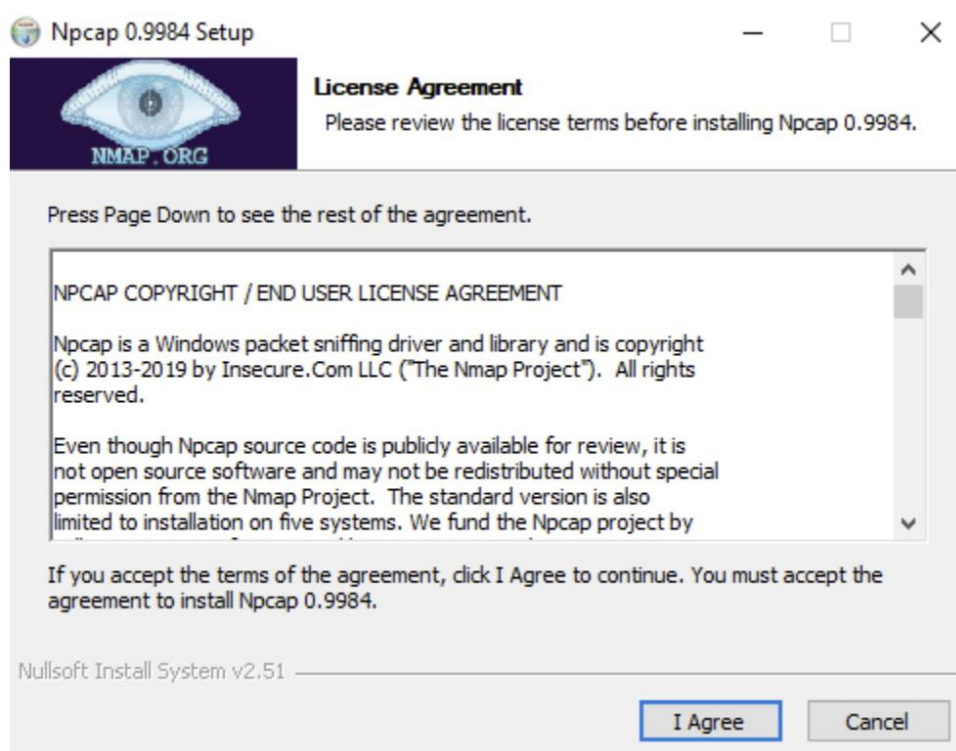 Npcap 0.9984 Setup
NMAP.ORG
License Agreement
Please review the license terms before installing Npcap 0.9984.
Press Page Down to see the rest of the agreement.
NPCAP COPYRIGHT / END USER LICENSE AGREEMENT
Npcap is a Windows packet sniffing driver and library and is copyright
(c) 2013-2019 by Insecure.Com LLC ("The Nmap Project").  All rights
reserved.
Even though Npcap source code is publicly available for review, it is
not open source software and may not be redistributed without special
permission from the Nmap Project.  The standard version is also
limited to installation on five systems. We fund the Npcap project by
If you accept the terms of the agreement, click I Agree to continue. You must accept the
agreement to install Npcap 0.9984.
Nullsoft Install System v2.51
I Agree
Cancel